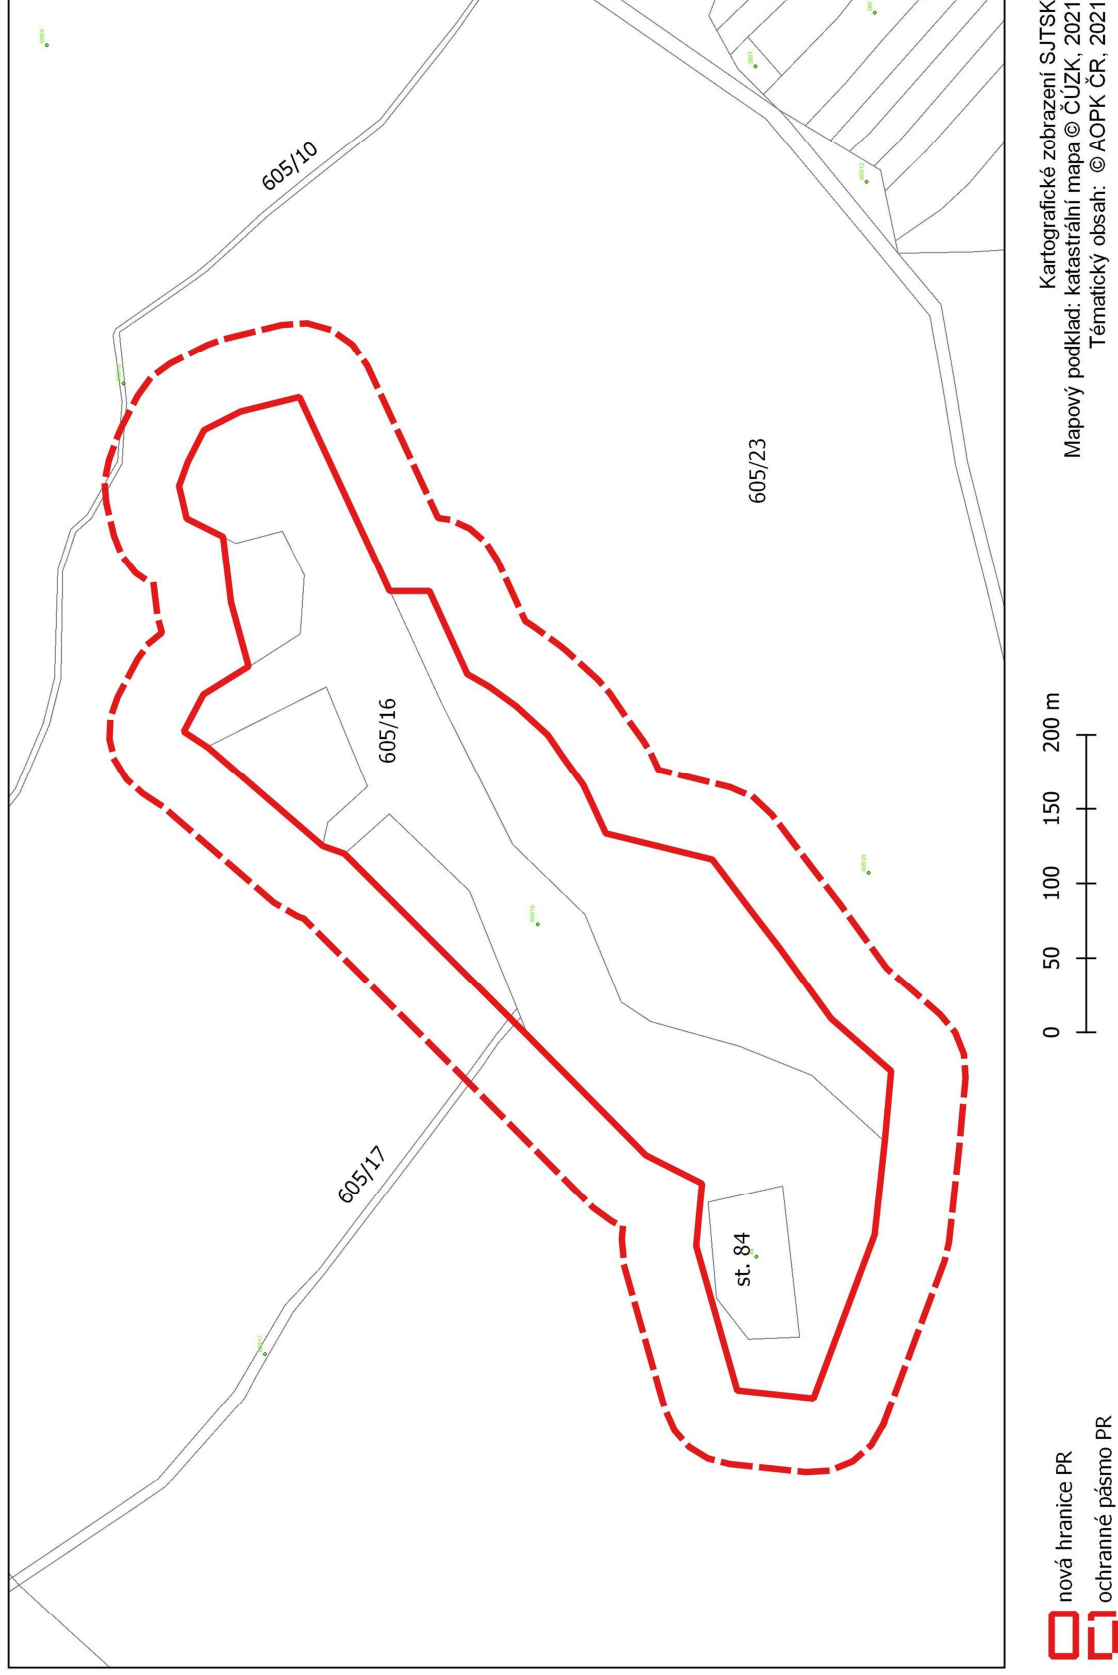 605/10
605/23
605/16
605/17
st. 84
0 50 100 150 200 m
nová hranice PR
ochranné pásmo PR
Kartografické zobrazení SJTSK
Mapový podklad: katastrální mapa © ČÚZK, 2021
Tématický obsah: © AOPK ČR, 2021